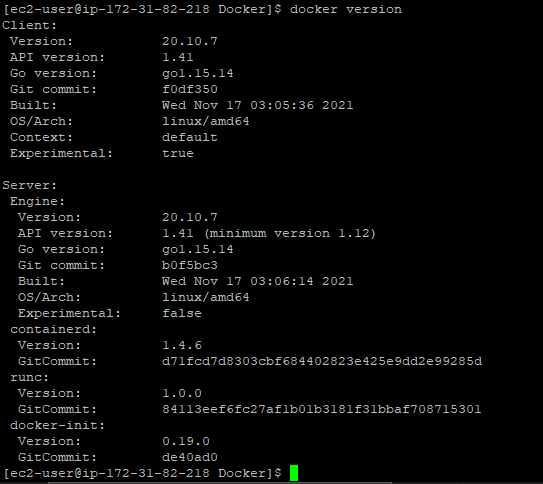 [ec2-user@ip-172-31-82-218 Docker]$ docker version
Client:
 Version:           20.10.7
 API version:       1.41
 Go version:        go1.15.14
 Git commit:        f0df350
 Built:             Wed Nov 17 03:05:36 2021
 OS/Arch:           linux/amd64
 Context:           default
 Experimental:      true

Server:
 Engine:
  Version:          20.10.7
  API version:      1.41 (minimum version 1.12)
  Go version:       go1.15.14
  Git commit:       b0f5bc3
  Built:            Wed Nov 17 03:06:14 2021
  OS/Arch:          linux/amd64
  Experimental:     false
 containerd:
  Version:          1.4.6
  GitCommit:        d71fcd7d8303cbf684402823e425e9dd2e99285d
 runc:
  Version:          1.0.0
  GitCommit:        84113eef6fc27af1b01b3181f31bbaf708715301
 docker-init:
  Version:          0.19.0
  GitCommit:        de40ad0
[ec2-user@ip-172-31-82-218 Docker]$